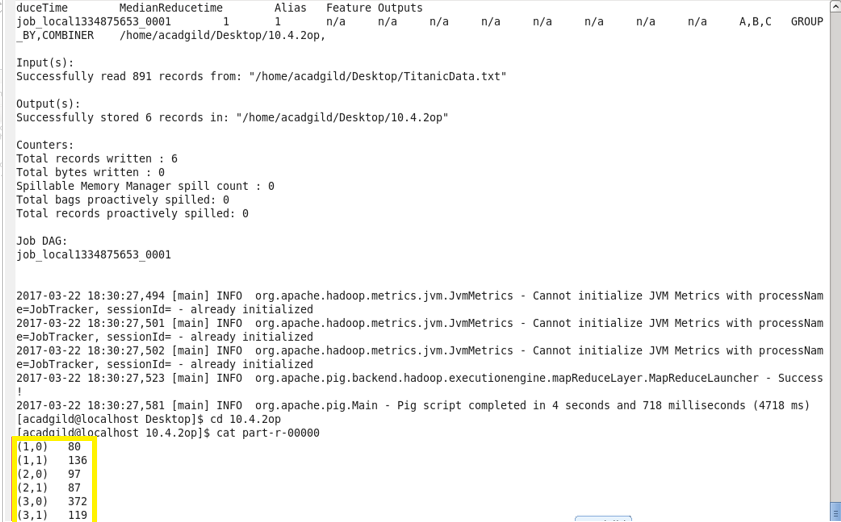 duceTime MedianReducetime Alias Feature Outputs
job_local1334875653_0001 1 1 n/a n/a n/a n/a n/a n/a n/a n/a A,B,C GROUP
_BY,COMBINER /home/acadgild/Desktop/10.4.2op,
Input(s):
Successfully read 891 records from: "/home/acadgild/Desktop/TitanicData.txt"
Output(s):
Successfully stored 6 records in: "/home/acadgild/Desktop/10.4.2op"
Counters:
Total records written : 6
Total bytes written : 0
Spillable Memory Manager spill count : 0
Total bags proactively spilled: 0
Total records proactively spilled: 0
Job DAG:
job_local1334875653_0001
2017-03-22 18:30:27,494 [main] INFO org.apache.hadoop.metrics.jvm.JvmMetrics - Cannot initialize JVM Metrics with processNam
e=JobTracker, sessionId= - already initialized
2017-03-22 18:30:27,501 [main] INFO org.apache.hadoop.metrics.jvm.JvmMetrics - Cannot initialize JVM Metrics with processNam
e=JobTracker, sessionId= - already initialized
2017-03-22 18:30:27,502 [main] INFO org.apache.hadoop.metrics.jvm.JvmMetrics - Cannot initialize JVM Metrics with processNam
e=JobTracker, sessionId= - already initialized
2017-03-22 18:30:27,523 [main] INFO org.apache.pig.backend.hadoop.executionengine.mapReduceLayer.MapReduceLauncher - Success
!
2017-03-22 18:30:27,581 [main] INFO org.apache.pig.Main - Pig script completed in 4 seconds and 718 milliseconds (4718 ms)
[acadgild@localhost Desktop]$ cd 10.4.2op
[acadgild@localhost 10.4.2op]$ cat part-r-00000
(1,0) 80
(1,1) 136
(2,0) 97
(2,1) 87
(3,0) 372
(3,1) 119